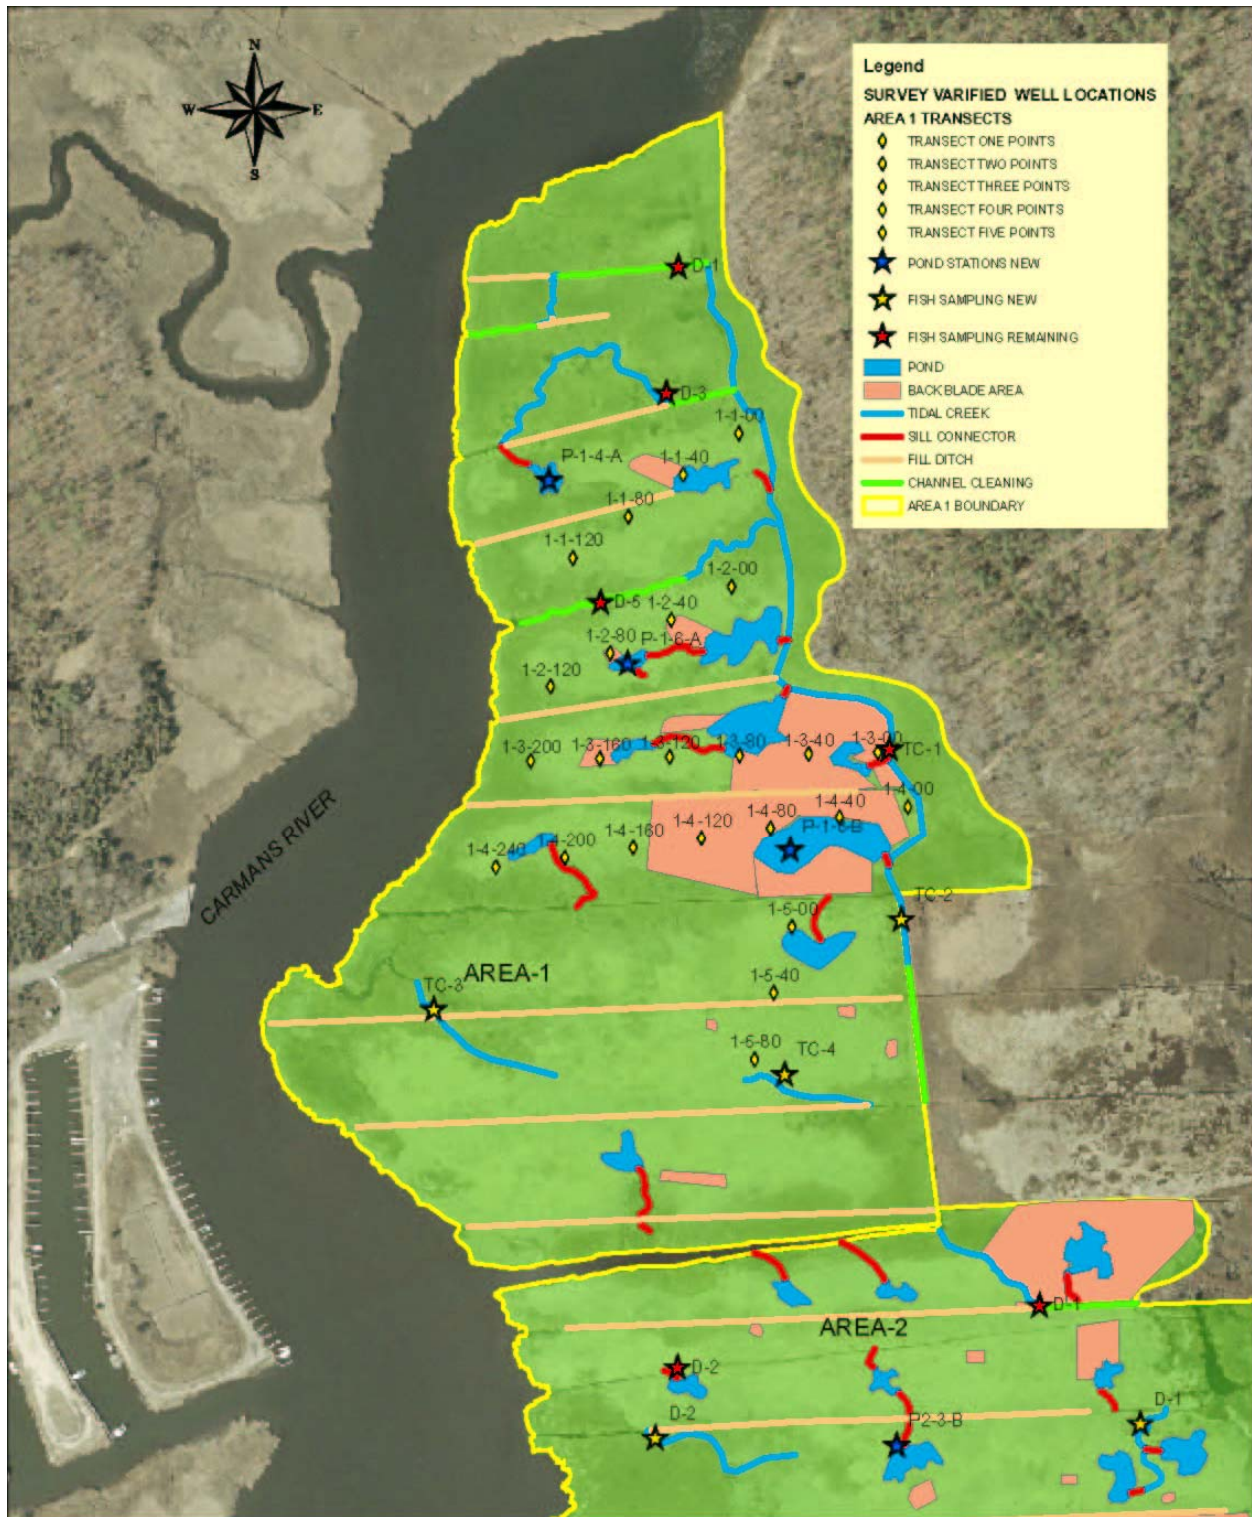 N
W
E
S
Legend
SURVEY VARIFIED WELL LOCATIONS
AREA 1 TRANSECTS
TRANSECT ONE POINTS
TRANSECT TWO POINTS
TRANSECT THREE POINTS
TRANSECT FOUR POINTS
TRANSECT FIVE POINTS
POND STATIONS NEW
FISH SAMPLING NEW
FISH SAMPLING REMAINING
POND
BACKBLADE AREA
TIDAL CREEK
SILL CONNECTOR
FILL DITCH
CHANNEL CLEANING
AREA 1 BOUNDARY
D-1
D-3
1-1-00
P-1-4-A
1-1-40
1-1-80
1-1-120
1-2-00
D-5
1-2-40
1-2-80
P-1-6-A
1-2-120
1-3-200
1-3-160
1-3-120
1-3-80
1-3-40
1-3-00
TC-1
1-4-00
1-4-40
1-4-80
1-4-120
1-4-160
1-4-200
1-4-240
CARMANS RIVER
TC-2
1-5-00
AREA-1
1-5-40
TC-3
1-5-80
TC-4
D-1
AREA-2
D-2
D-2
P2-3-B
D-1